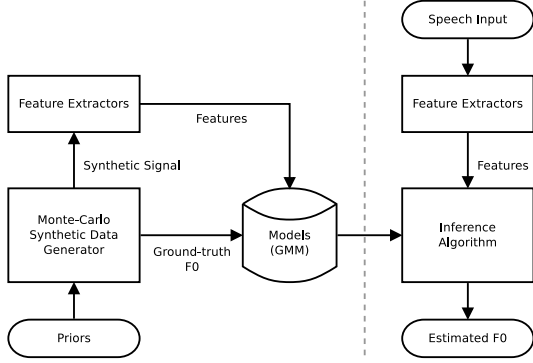 Speech Input
Feature Extractors
Features
Synthetic Signal
Monte-Carlo
Synthetic Data
Generator
Ground-truth
F0
Models
(GMM)
Priors
Feature Extractors
Features
Inference
Algorithm
Estimated F0